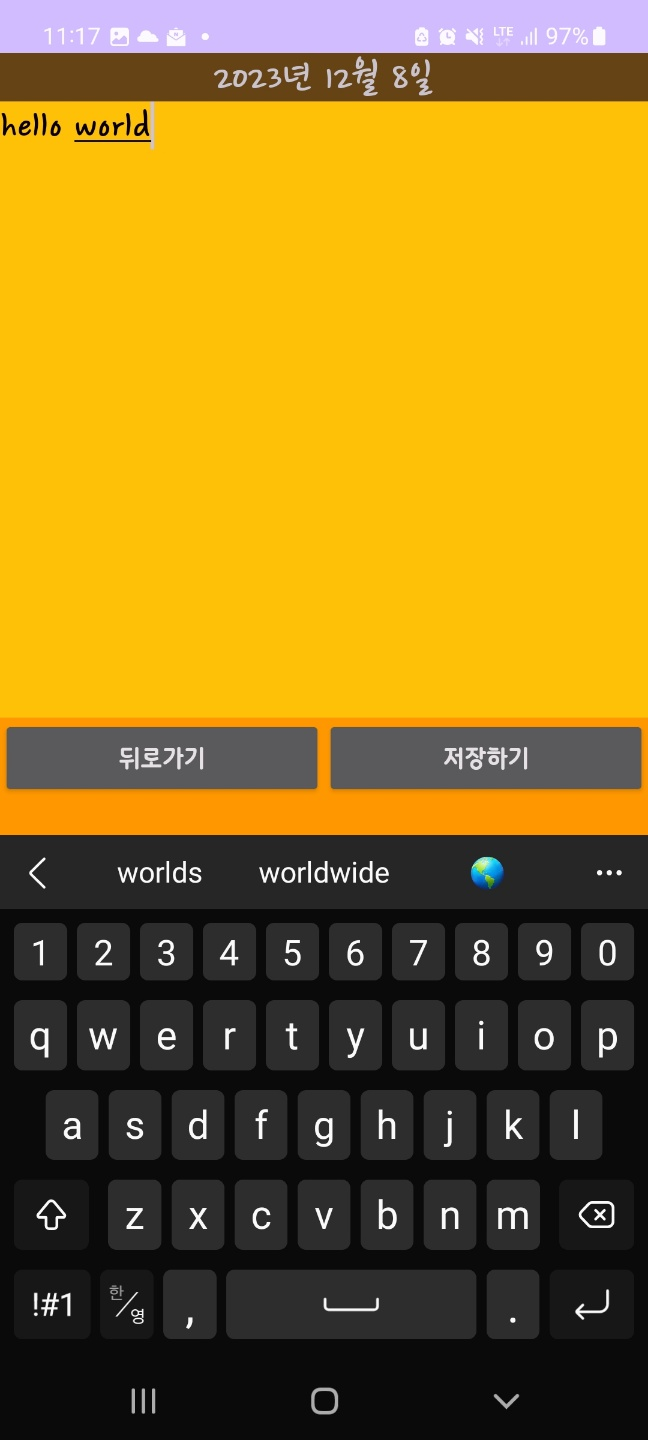 11:17 LTE 97%
2023년 12월 8일
hello world
뒤로가기 저장하기
worlds worldwide
1 2 3 4 5 6 7 8 9 0
q w e r t y u i o p
a s d f g h j k l
z x c v b n m
!#1 한/영 , .